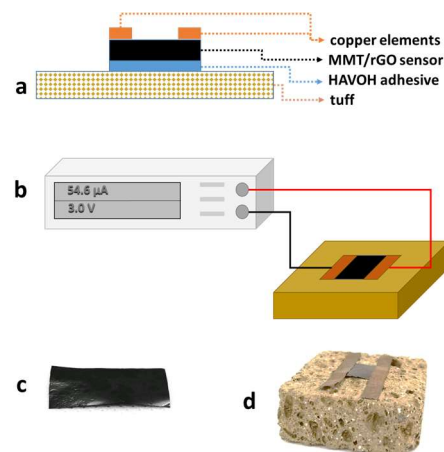 copper elements
MMT/rGO sensor
HAVOH adhesive
a
tuff
b
54.6 µA
3.0 V
c
d